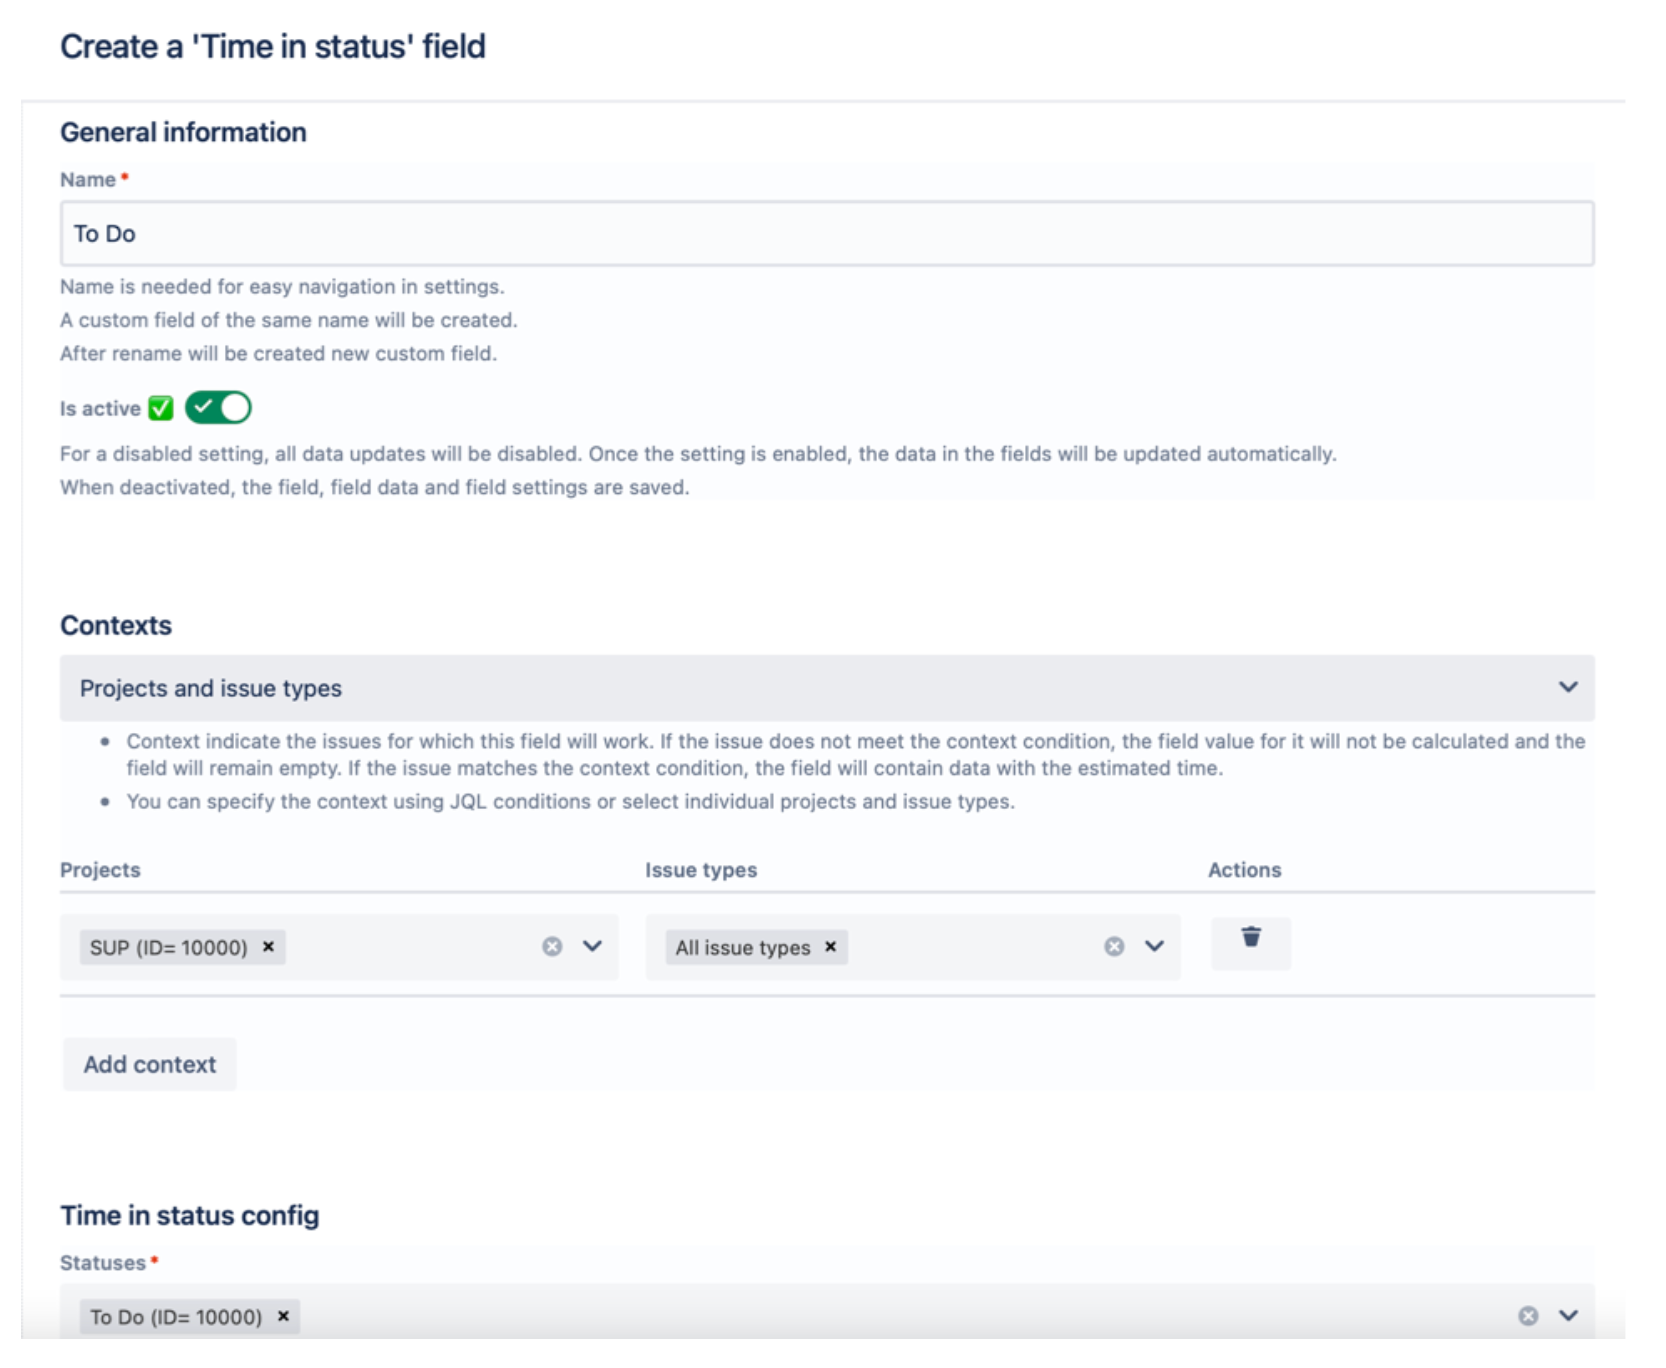 Create a 'Time in status' field
General information
Name *
To Do
Name is needed for easy navigation in settings.
A custom field of the same name will be created.
After rename will be created new custom field.
Is active ✅
For a disabled setting, all data updates will be disabled. Once the setting is enabled, the data in the fields will be updated automatically.
When deactivated, the field, field data and field settings are saved.
Contexts
Projects and issue types
• Context indicate the issues for which this field will work. If the issue does not meet the context condition, the field value for it will not be calculated and the
field will remain empty. If the issue matches the context condition, the field will contain data with the estimated time.
• You can specify the context using JQL conditions or select individual projects and issue types.
Projects Issue types Actions
SUP (ID= 10000) × All issue types ×
Add context
Time in status config
Statuses *
To Do (ID= 10000) ×